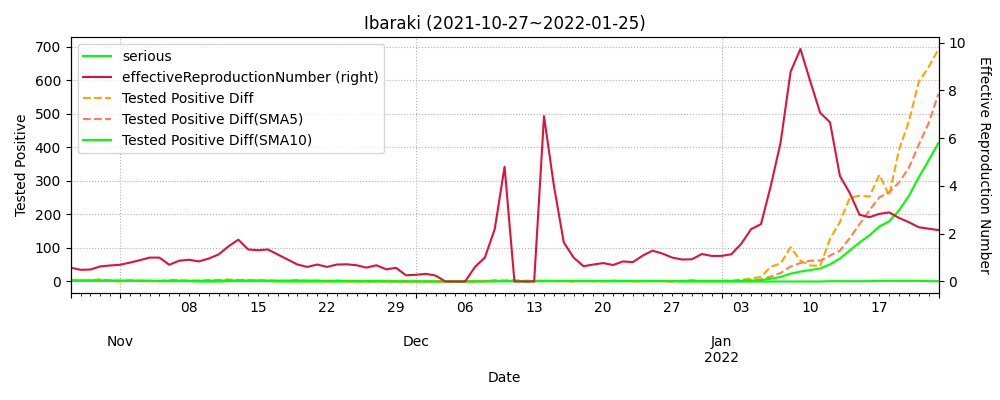 Ibaraki (2021-10-27~2022-01-25)
serious
effectiveReproductionNumber (right)
Tested Positive Diff
Tested Positive Diff(SMA5)
Tested Positive Diff(SMA10)
Tested Positive
700
600
500
400
300
200
100
0
10
8
6
4
2
0
Effective Reproduction Number
08 15 22 29 06 13 20 27 03 10 17
Nov Dec Jan
2022
Date